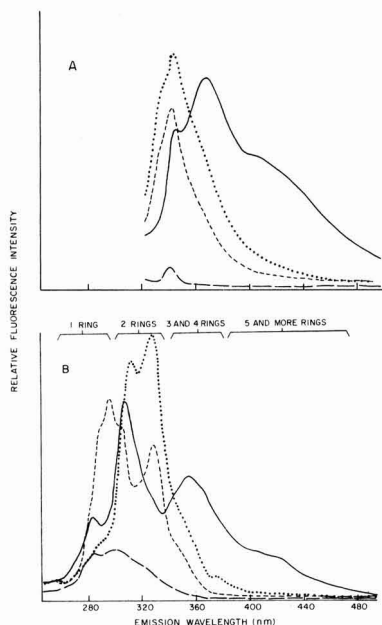 A
RELATIVE FLUORESCENCE INTENSITY
1 RING
2 RINGS
3 AND 4 RINGS
5 AND MORE RINGS
B
280 320 360 400 440 480
EMISSION WAVELENGTH (nm)